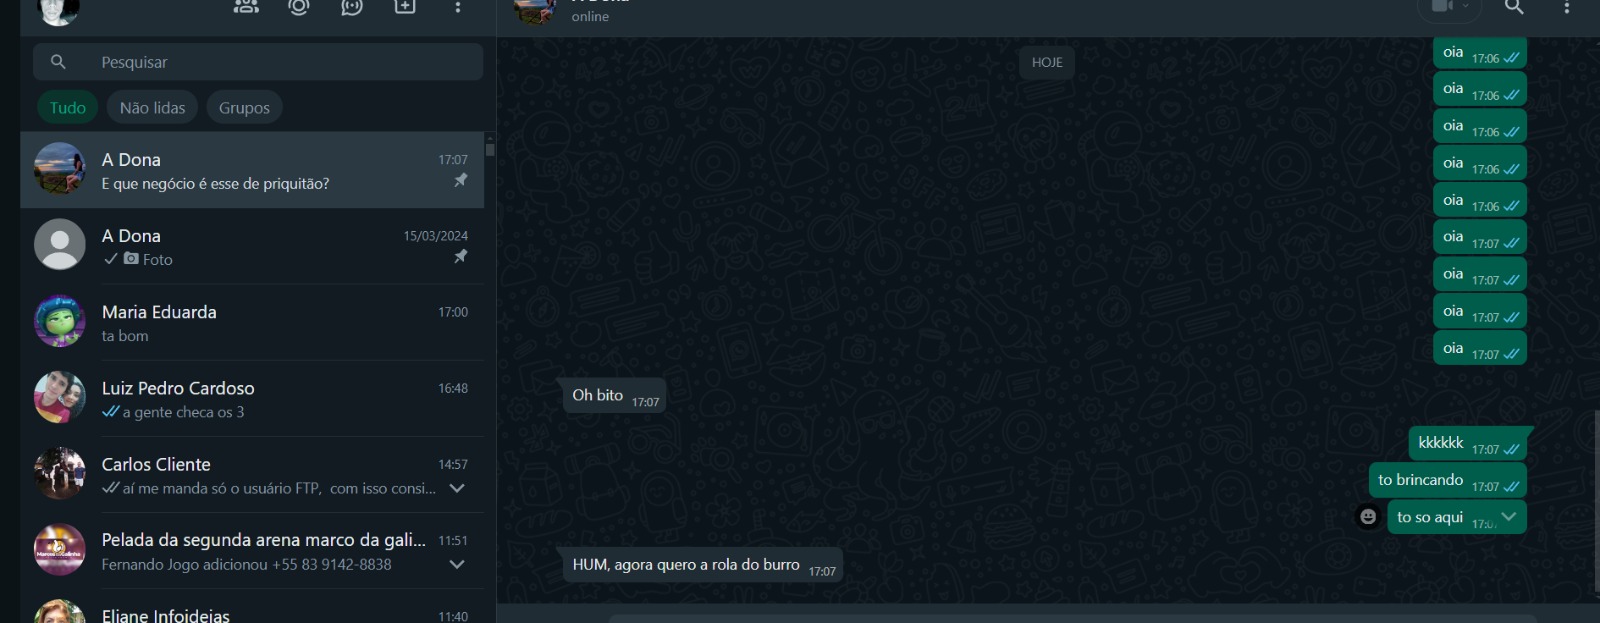 Pesquisar
Tudo
Não lidas
Grupos
A Dona
17:07
E que negócio é esse de priquitão?
A Dona
15/03/2024
Foto
Maria Eduarda
17:00
ta bom
Luiz Pedro Cardoso
16:48
a gente checa os 3
Carlos Cliente
14:57
aí me manda só o usuário FTP, com isso consi...
Pelada da segunda arena marco da gali...
11:51
Fernando Jogo adicionou +55 83 9142-8838
Eliane Infoideias
11:40
online
HOJE
oia 17:06
oia 17:06
oia 17:06
oia 17:06
oia 17:06
oia 17:07
oia 17:07
oia 17:07
oia 17:07
Oh bito 17:07
kkkkkk 17:07
to brincando 17:07
to so aqui
HUM, agora quero a rola do burro 17:07